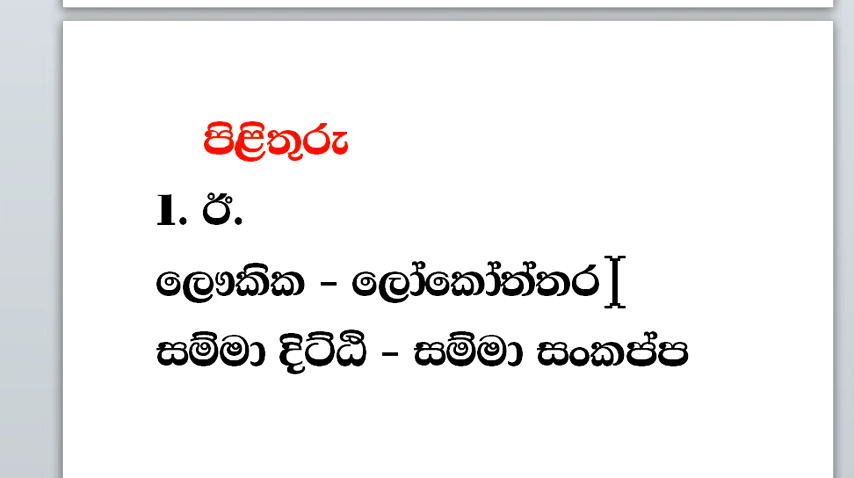 පිළිතුරු
1. ඊ.
ලෞකික - ලෝකෝත්තර
සම්මා දිට්ඨි - සම්මා සංකප්ප